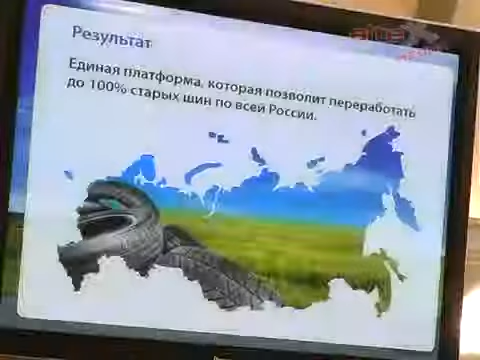 Результат
Единая платформа, которая позволит переработать
до 100% старых шин по всей России.